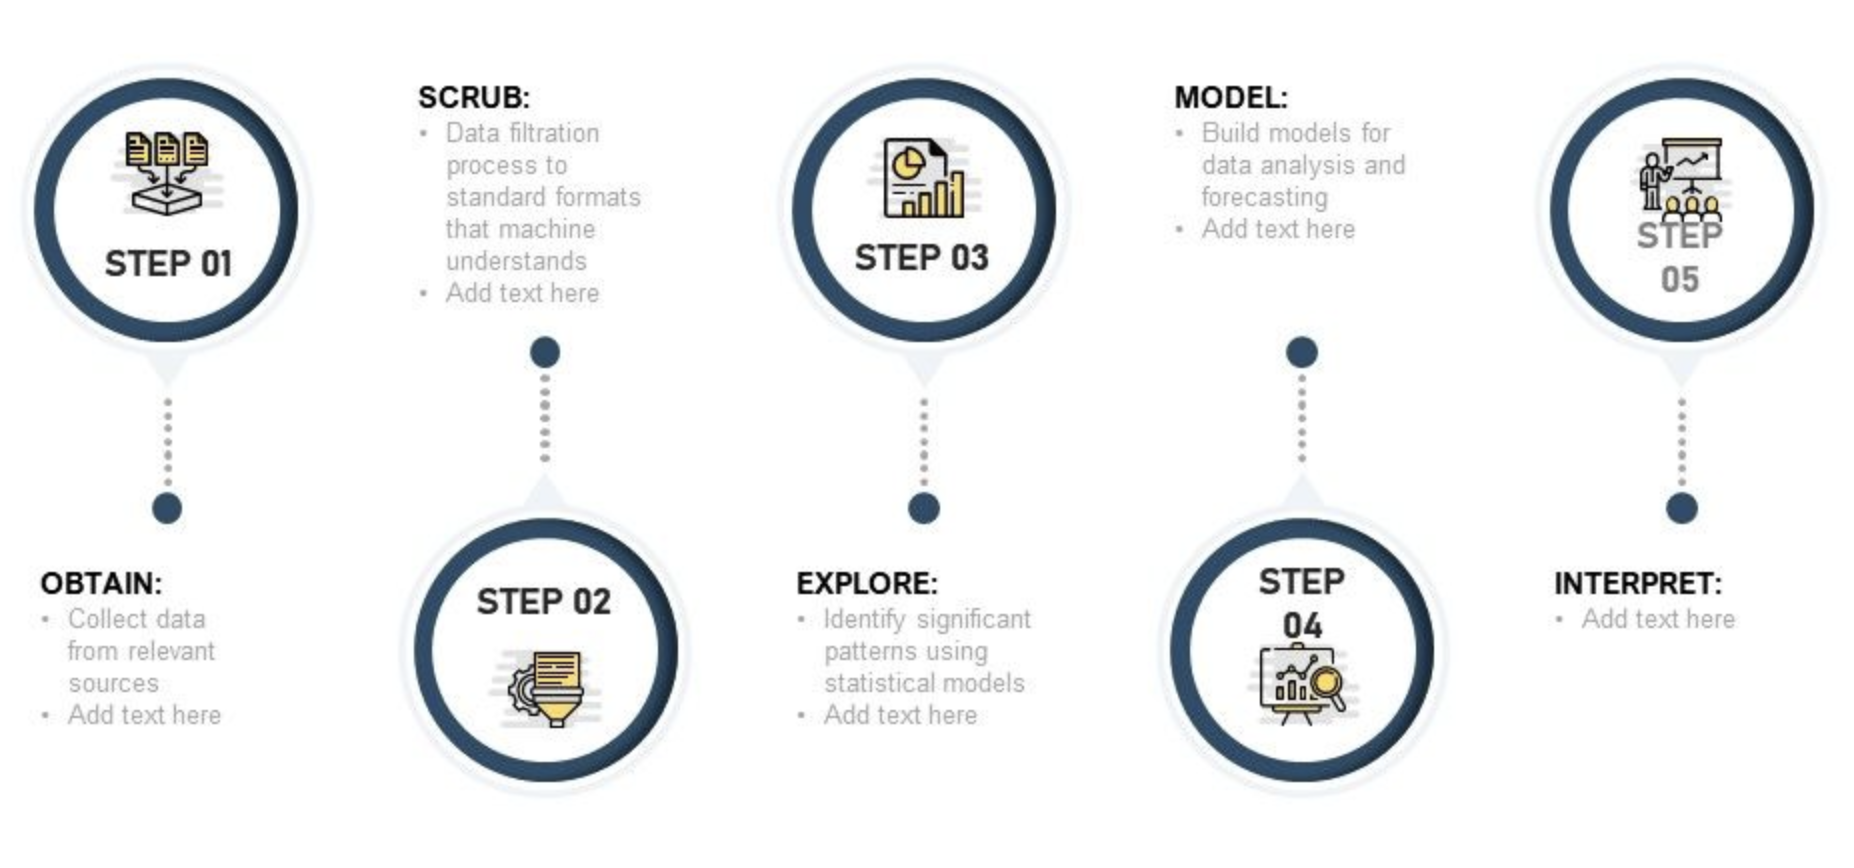 STEP 01
OBTAIN:
• Collect data
from relevant
sources
• Add text here
SCRUB:
• Data filtration
process to
standard formats
that machine
understands
• Add text here
STEP 02
STEP 03
EXPLORE:
• Identify significant
patterns using
statistical models
• Add text here
MODEL:
• Build models for
data analysis and
forecasting
• Add text here
STEP
04
STEP
05
INTERPRET:
• Add text here